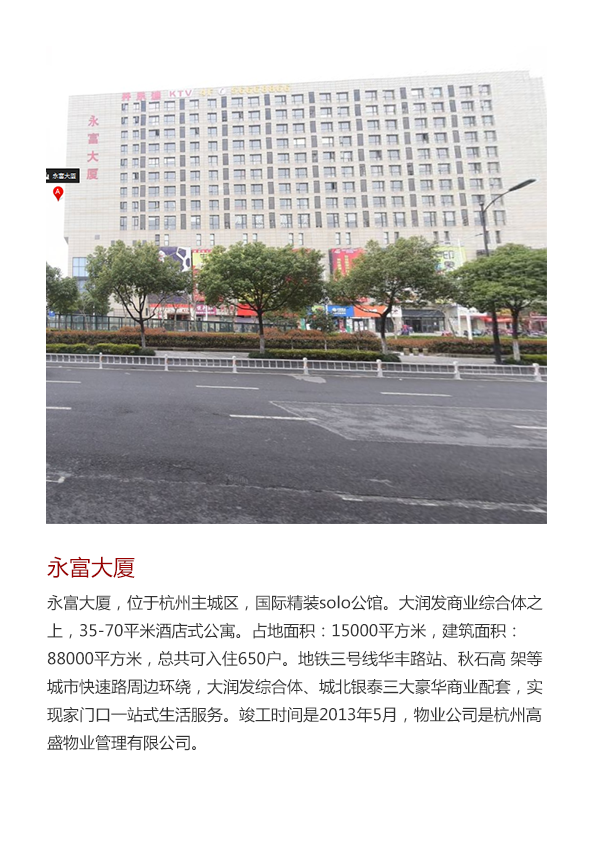 KTV
永富大厦
永富大厦
A
永富大厦
永富大厦，位于杭州主城区，国际精装solo公馆。大润发商业综合体之
上，35-70平米酒店式公寓。占地面积：15000平方米，建筑面积：
88000平方米，总共可入住650户。地铁三号线华丰路站、秋石高 架等
城市快速路周边环绕，大润发综合体、城北银泰三大豪华商业配套，实
现家门口一站式生活服务。竣工时间是2013年5月，物业公司是杭州高
盛物业管理有限公司。